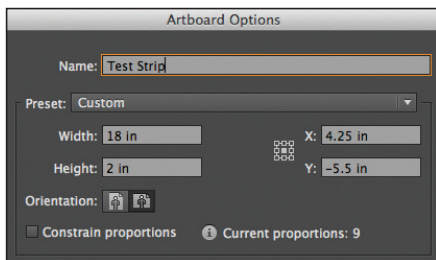 Artboard Options
Name: Test Strip
Preset: Custom
Width: 18 in X: 4.25 in
Height: 2 in Y: -5.5 in
Orientation:
Constrain proportions Current proportions: 9